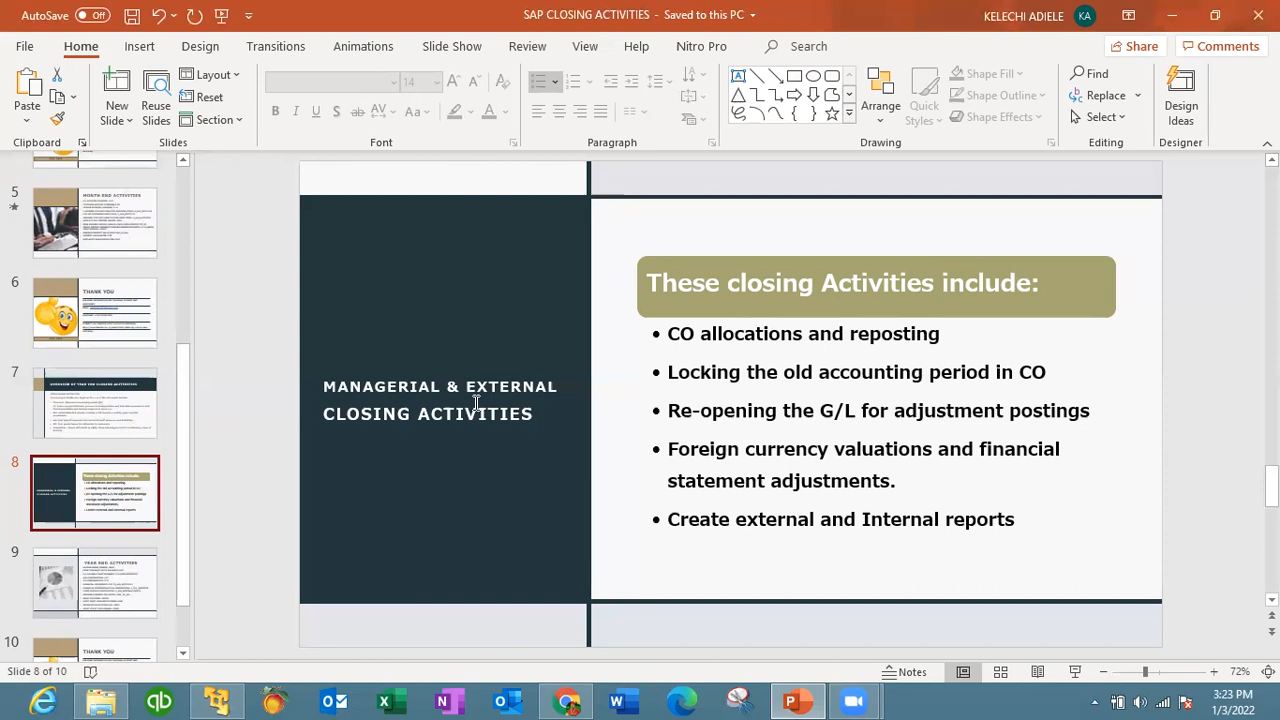 AutoSave Off
SAP CLOSING ACTIVITIES - Saved to this PC
KELECHI ADIELE KA
File Home Insert Design Transitions Animations Slide Show Review View Help Nitro Pro Search Share Comments
Paste
New Slide
Reuse Slides
Layout
Reset
Section
14
B I U S ab AV Aa A
Arrange
Quick Styles
Shape Fill
Shape Outline
Shape Effects
Find
Replace
Select
Design Ideas
Clipboard Slides Font Paragraph Drawing Editing Designer
5
MONTH END ACTIVITIES
6
THANK YOU
7
8
9
YEAR END ACTIVITIES
10
THANK YOU
MANAGERIAL & EXTERNAL
CLOSING ACTIVITIES
These closing Activities include:
• CO allocations and reporting
• Locking the old accounting period in CO
• Re-opening the G/L for adjustment postings
• Foreign currency valuations and financial
statement adjustments.
• Create external and Internal reports
Slide 8 of 10
Notes
72%
3:23 PM
1/3/2022